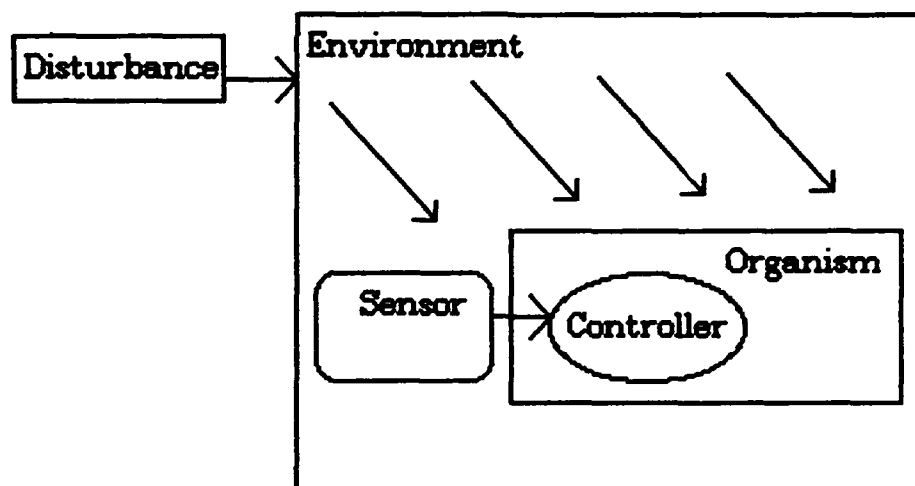 Environment
Disturbance
Organism
Sensor
Controller